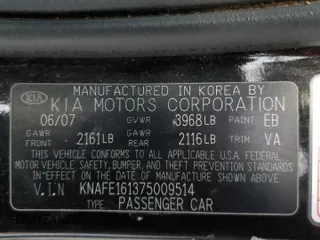 MANUFACTURED IN KOREA BY
KIA KIA MOTORS CORPORATION
06/07 GVWR 3968LB PAINT EB
GAWR FRONT 2161LB GAWR REAR 2116LB TRIM VA
THIS VEHICLE CONFORMS TO ALL APPLICABLE U.S.A. FEDERAL
MOTOR VEHICLE SAFETY, BUMPER, AND THEFT PREVENTION STANDARDS
IN EFFECT ON THE DATE OF MANUFACTURE SHOWN ABOVE.
V.I.N KNAFE161375009514
TYPE PASSENGER CAR